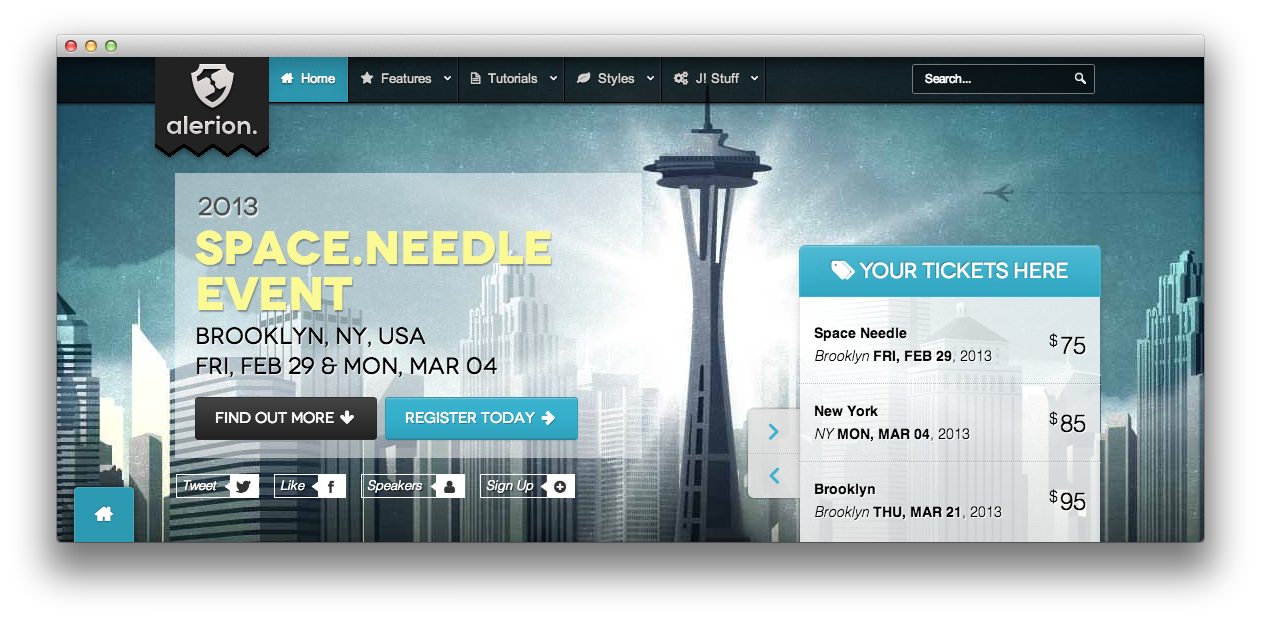 Home
Features
Tutorials
Styles
J! Stuff
Search...
alerion.
2013
SPACE.NEEDLE
EVENT
BROOKLYN, NY, USA
FRI, FEB 29 & MON, MAR 04
FIND OUT MORE
REGISTER TODAY
Tweet
Like
Speakers
Sign Up
YOUR TICKETS HERE
Space Needle
Brooklyn FRI, FEB 29, 2013
$75
New York
NY MON, MAR 04, 2013
$85
Brooklyn
Brooklyn THU, MAR 21, 2013
$95